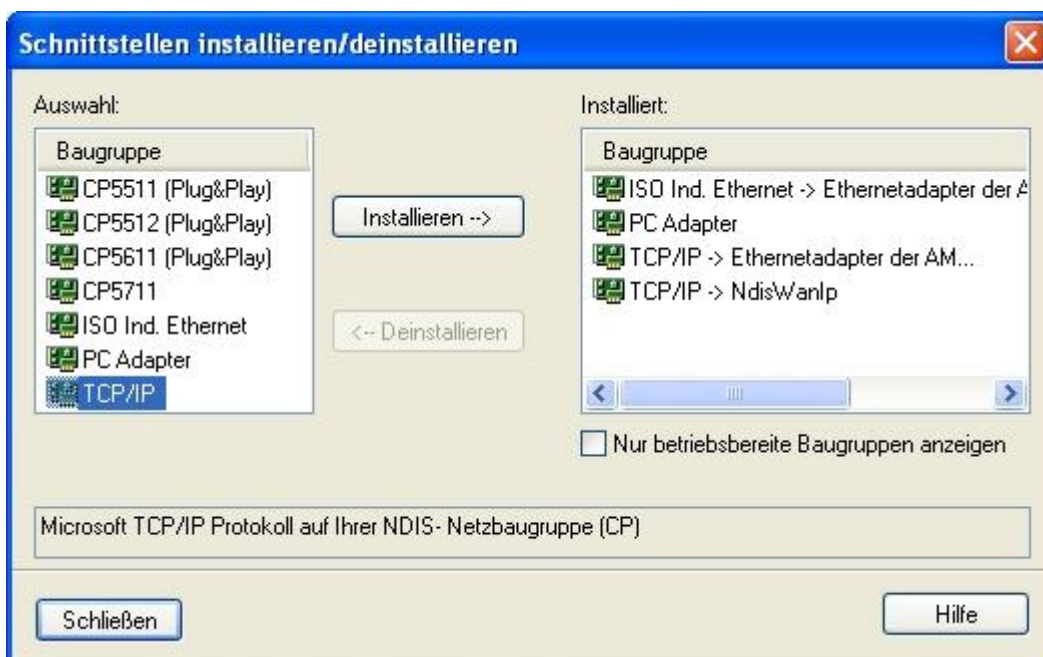 Schnittstellen installieren/deinstallieren
Auswahl:
Baugruppe
CP5511 (Plug&Play)
CP5512 (Plug&Play)
CP5611 (Plug&Play)
CP5711
ISO Ind. Ethernet
PC Adapter
TCP/IP
Installieren -->
<-- Deinstallieren
Installiert:
Baugruppe
ISO Ind. Ethernet -> Ethernetadapter der A
PC Adapter
TCP/IP -> Ethernetadapter der AM...
TCP/IP -> NdisWanIp
Nur betriebsbereite Baugruppen anzeigen
Microsoft TCP/IP Protokoll auf Ihrer NDIS- Netzbaugruppe (CP)
Schließen
Hilfe